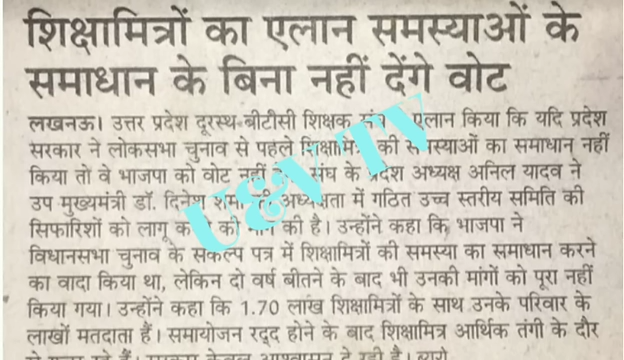 शिक्षामित्रों का एलान समस्याओं के
समाधान के बिना नहीं देंगे वोट
लखनऊ। उत्तर प्रदेश दूरस्थ बीटीसी शिक्षक एलान किया कि यदि प्रदेश
सरकार ने लोकसभा चुनाव से पहले शिक्षामित्रों की समस्याओं का समाधान नहीं
किया तो वे भाजपा को वोट नहीं संघ के प्रदेश अध्यक्ष अनिल यादव ने
उप मुख्यमंत्री डॉ. दिनेश शर्मा की अध्यक्षता में गठित उच्च स्तरीय समिति की
सिफारिशों को लागू की है। उन्होंने कहा कि, भाजपा ने
विधानसभा चुनाव के संकल्प पत्र में शिक्षामित्रों की समस्या का समाधान करने
का वादा किया था, लेकिन दो वर्ष बीतने के बाद भी उनकी मांगों को पूरा नहीं
किया गया। उन्होंने कहा कि 1.70 लाख शिक्षामित्रों के साथ उनके परिवार के
लाखों मतदाता हैं। समायोजन रद्द होने के बाद शिक्षामित्र आर्थिक तंगी के दौर
U&V TV